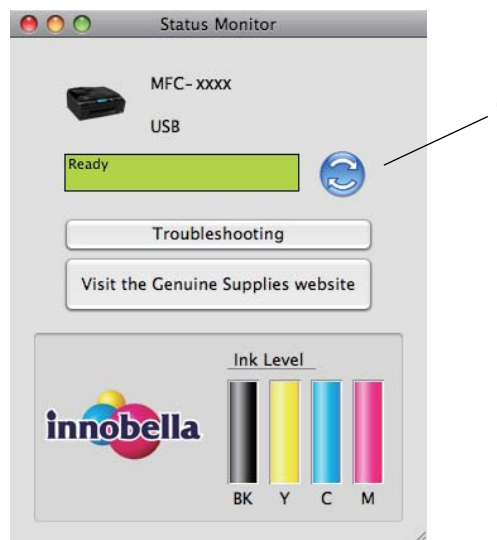 Status Monitor
MFC- xxxx
USB
Ready
Troubleshooting
Visit the Genuine Supplies website
Ink Level
innobella
BK Y C M